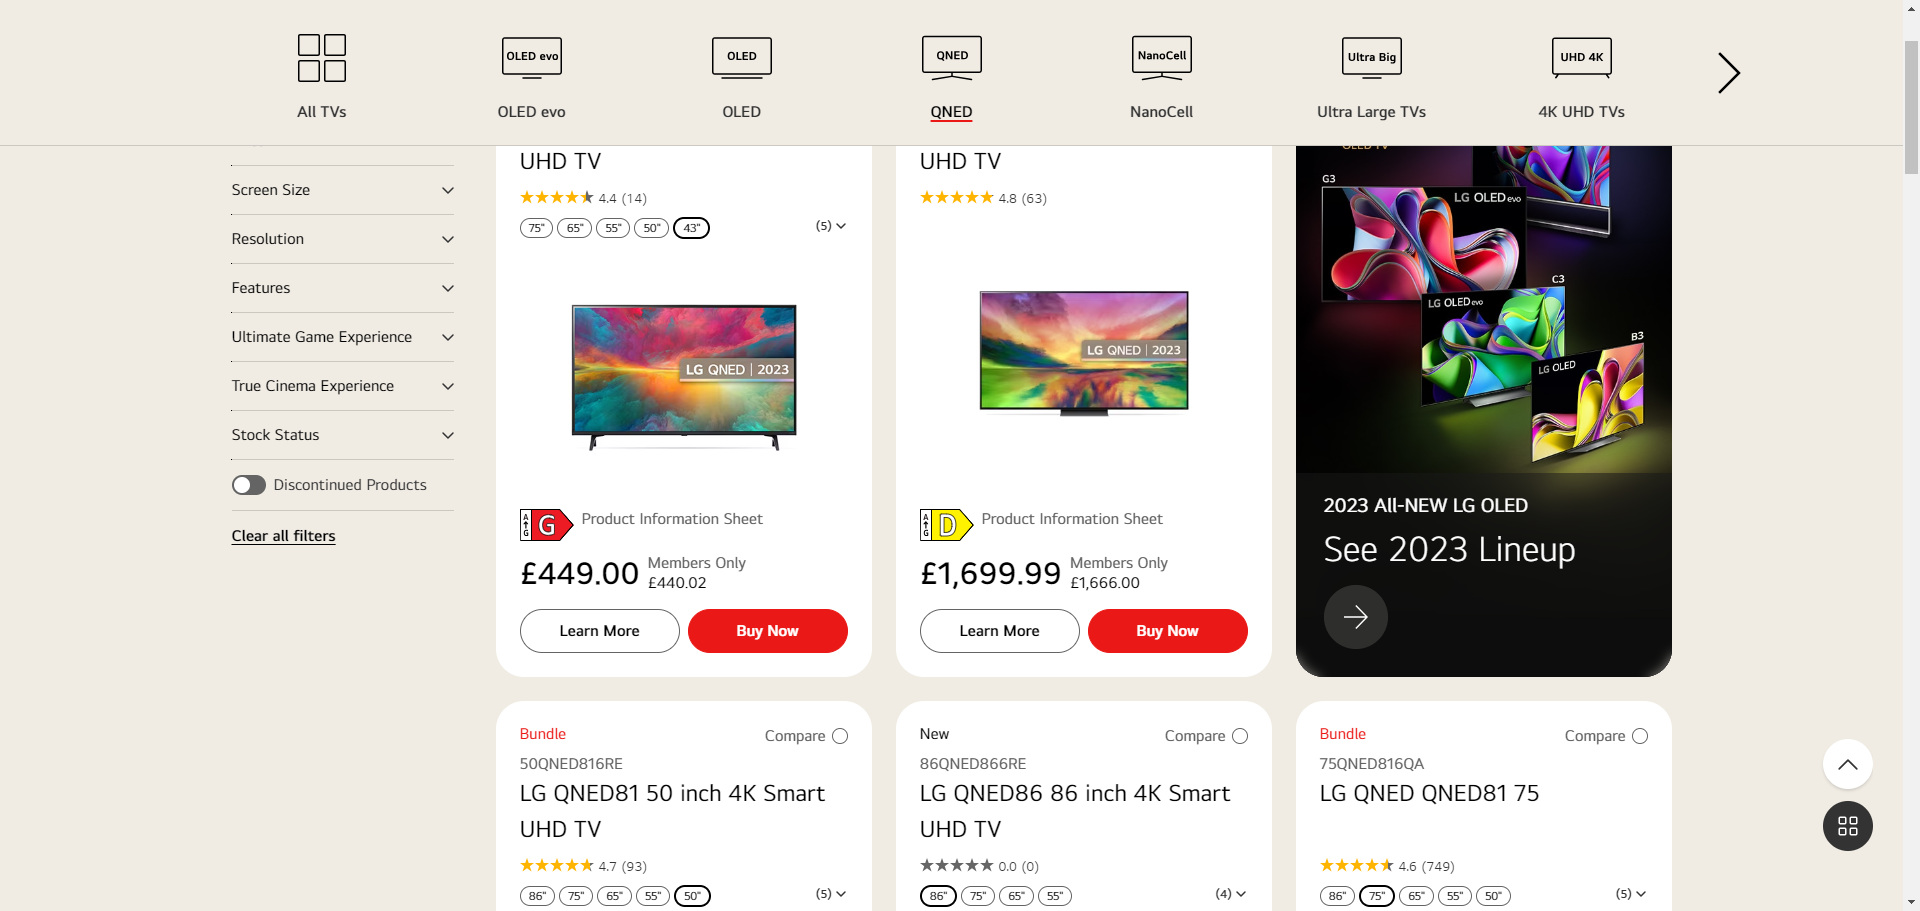 OLED evo
OLED
QNED
NanoCell
Ultra Big
UHD 4K
All TVs
OLED evo
OLED
QNED
NanoCell
Ultra Large TVs
4K UHD TVs
Screen Size
Resolution
Features
Ultimate Game Experience
True Cinema Experience
Stock Status
Discontinued Products
Clear all filters
UHD TV
4.4 (14)
75"
65"
55"
50"
43"
(5)
LG QNED | 2023
A
G
G
Product Information Sheet
£449.00
Members Only
£440.02
Learn More
Buy Now
UHD TV
4.8 (63)
LG QNED | 2023
A
G
D
Product Information Sheet
£1,699.99
Members Only
£1,666.00
Learn More
Buy Now
OLED TV
G3
LG OLED evo
C3
LG OLED evo
B3
LG OLED
2023 All-NEW LG OLED
See 2023 Lineup
Bundle
Compare
50QNED816RE
LG QNED81 50 inch 4K Smart
UHD TV
4.7 (93)
86"
75"
65"
55"
50"
(5)
New
Compare
86QNED866RE
LG QNED86 86 inch 4K Smart
UHD TV
0.0 (0)
86"
75"
65"
55"
(4)
Bundle
Compare
75QNED816QA
LG QNED QNED81 75
4.6 (749)
86"
75"
65"
55"
50"
(5)